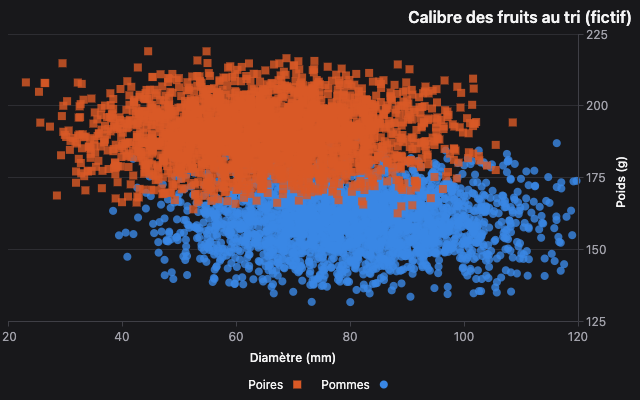 Calibre des fruits au tri (fictif)
225
200
175
150
125
Poids (g)
20 40 60 80 100 120
Diamètre (mm)
Poires Pommes